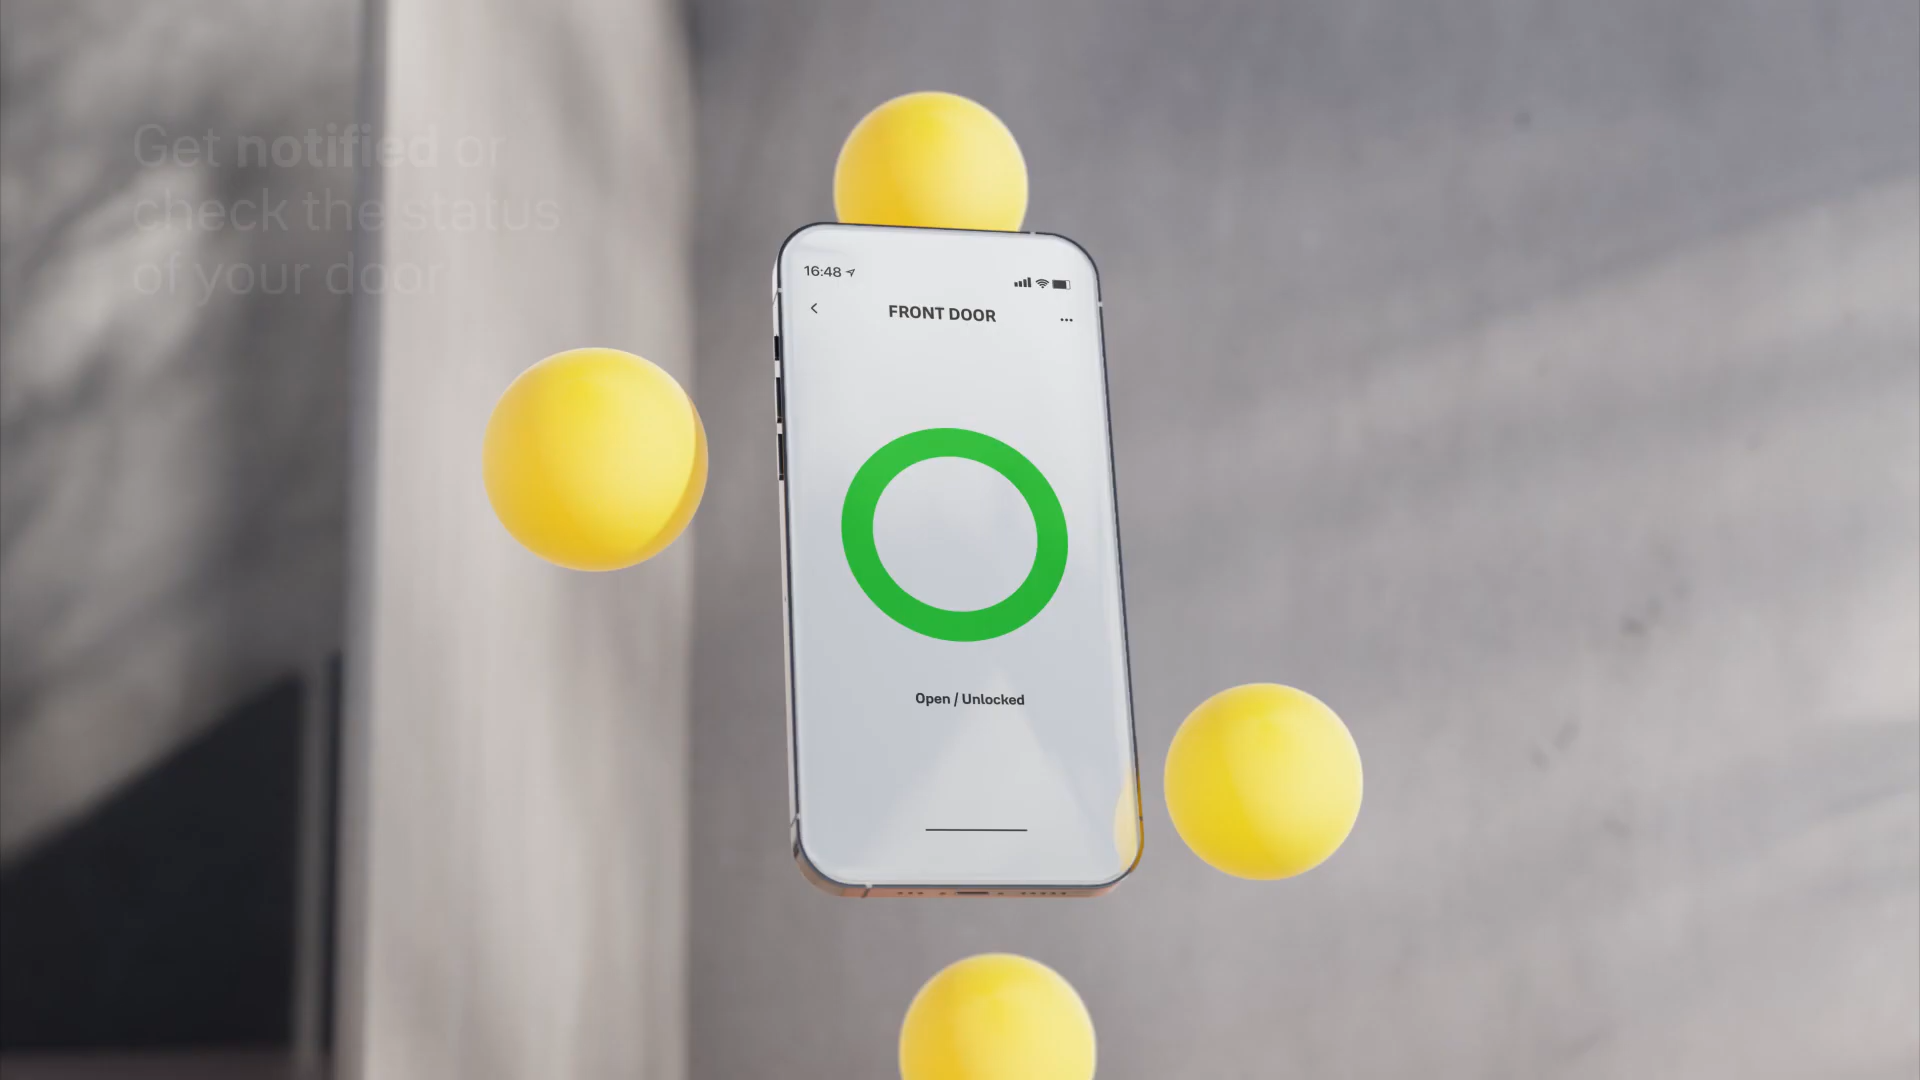 Get notified or
check the status
of your door
16:48
FRONT DOOR
Open / Unlocked